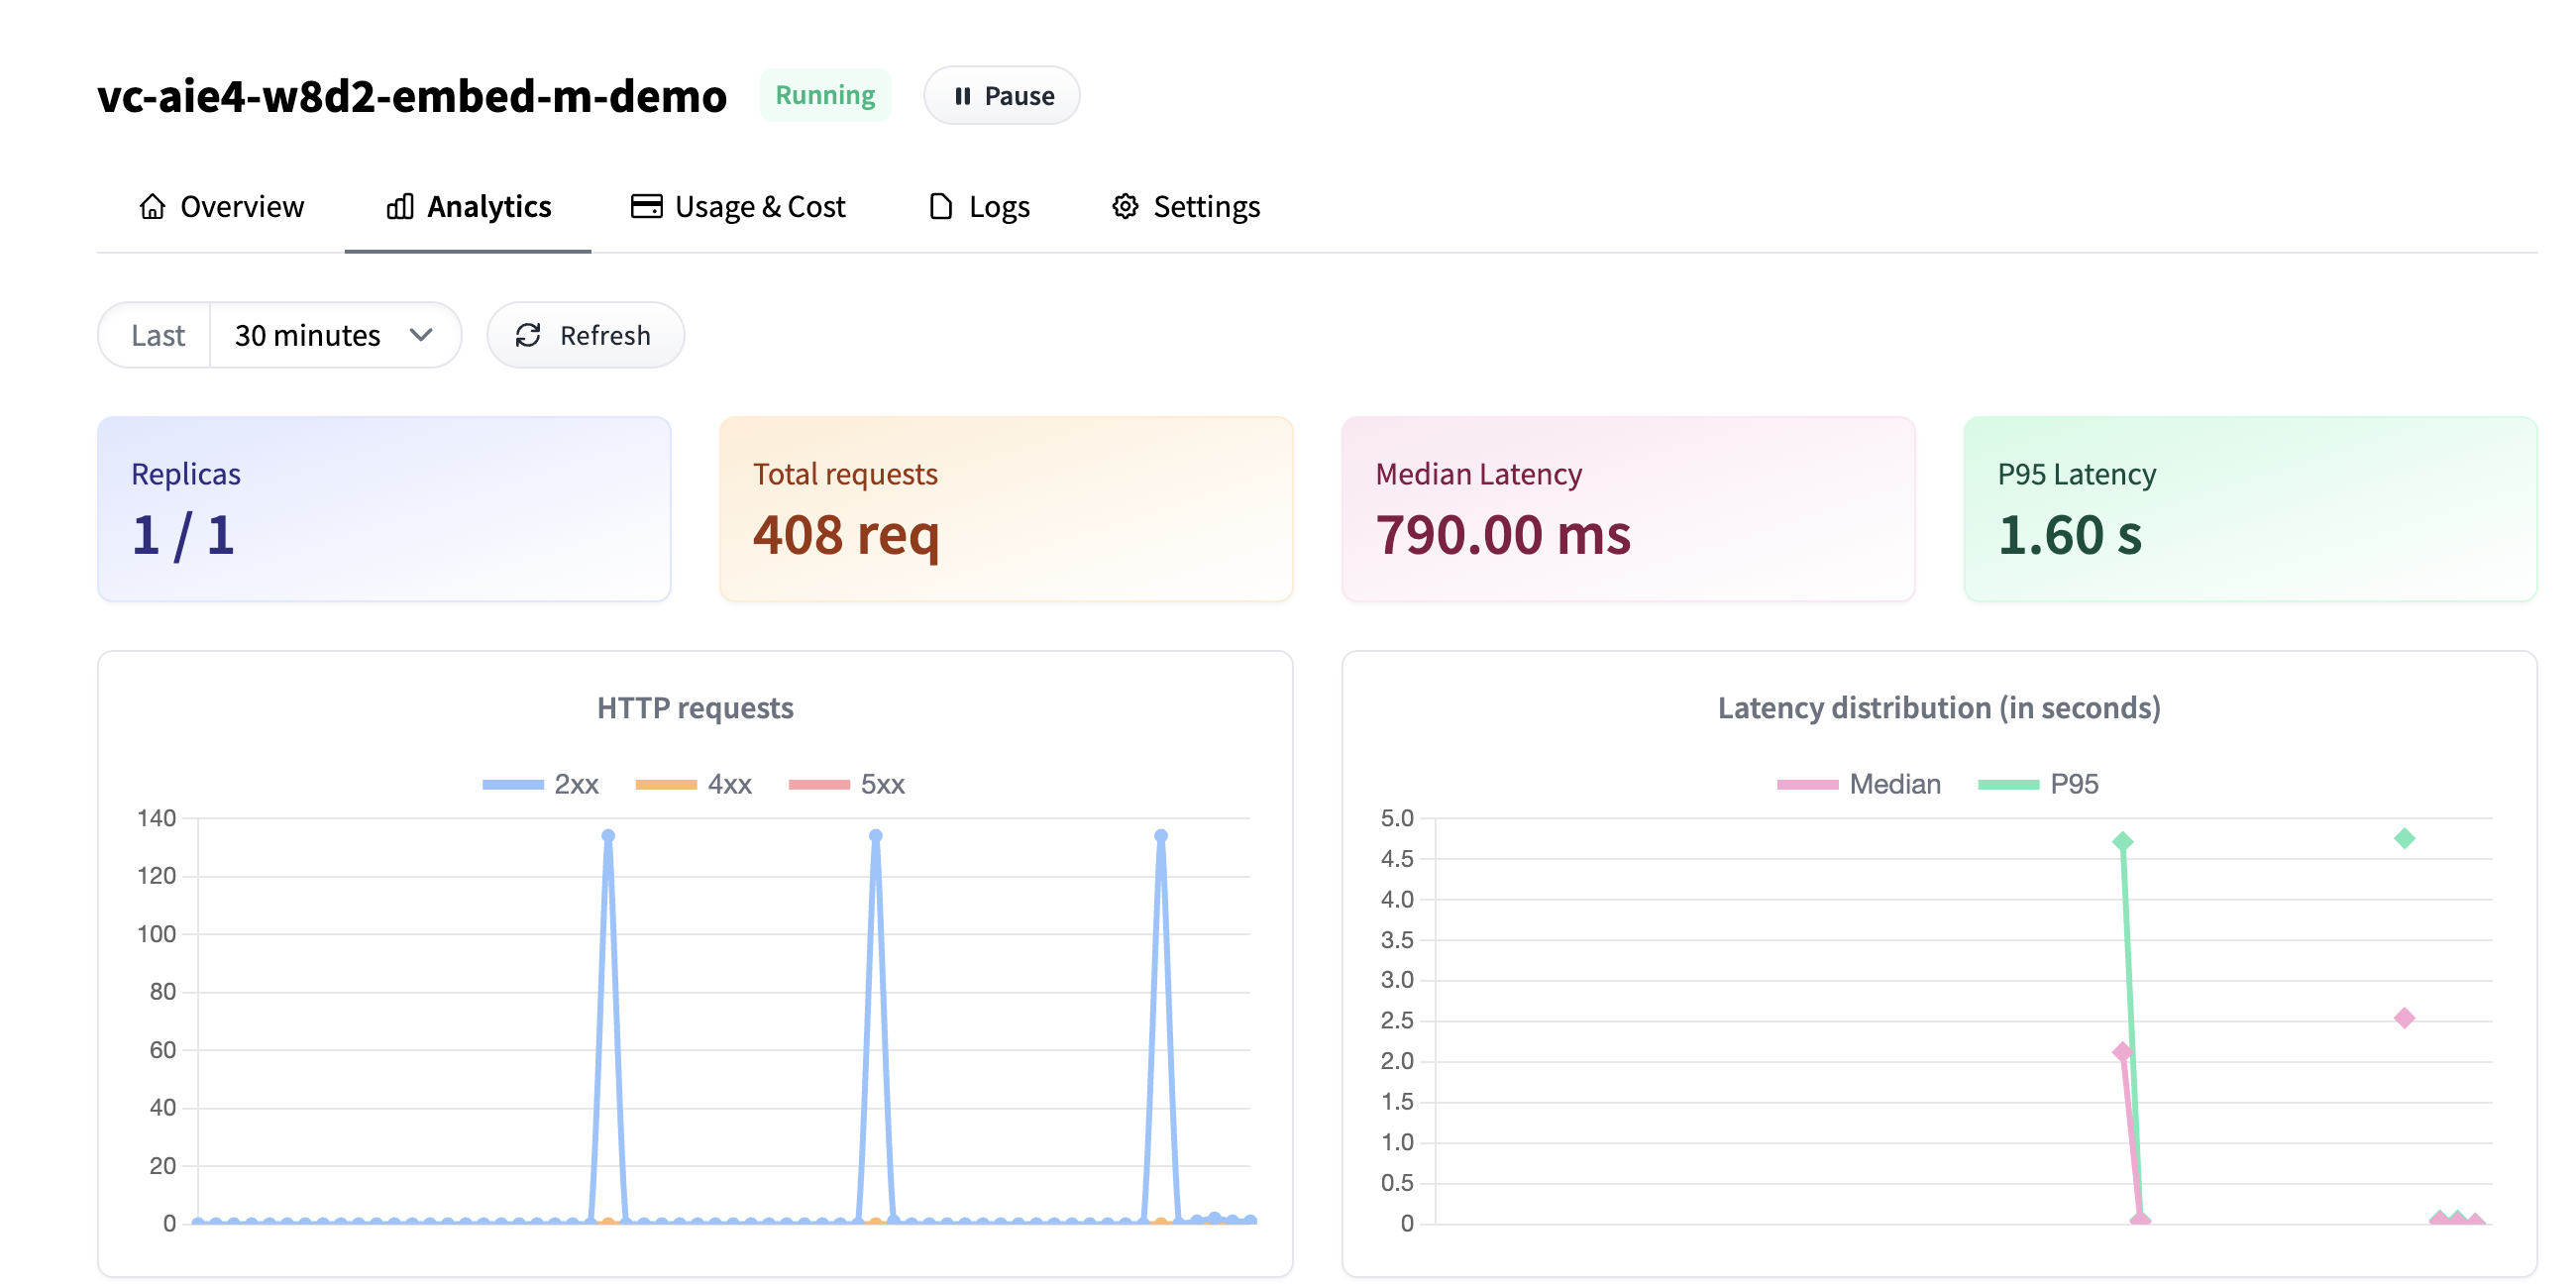 vc-aie4-w8d2-embed-m-demo Running Pause
Overview Analytics Usage & Cost Logs Settings
Last 30 minutes Refresh
Replicas
1 / 1
Total requests
408 req
Median Latency
790.00 ms
P95 Latency
1.60 s
HTTP requests
2xx 4xx 5xx
140
120
100
80
60
40
20
0
Latency distribution (in seconds)
Median P95
5.0
4.5
4.0
3.5
3.0
2.5
2.0
1.5
1.0
0.5
0